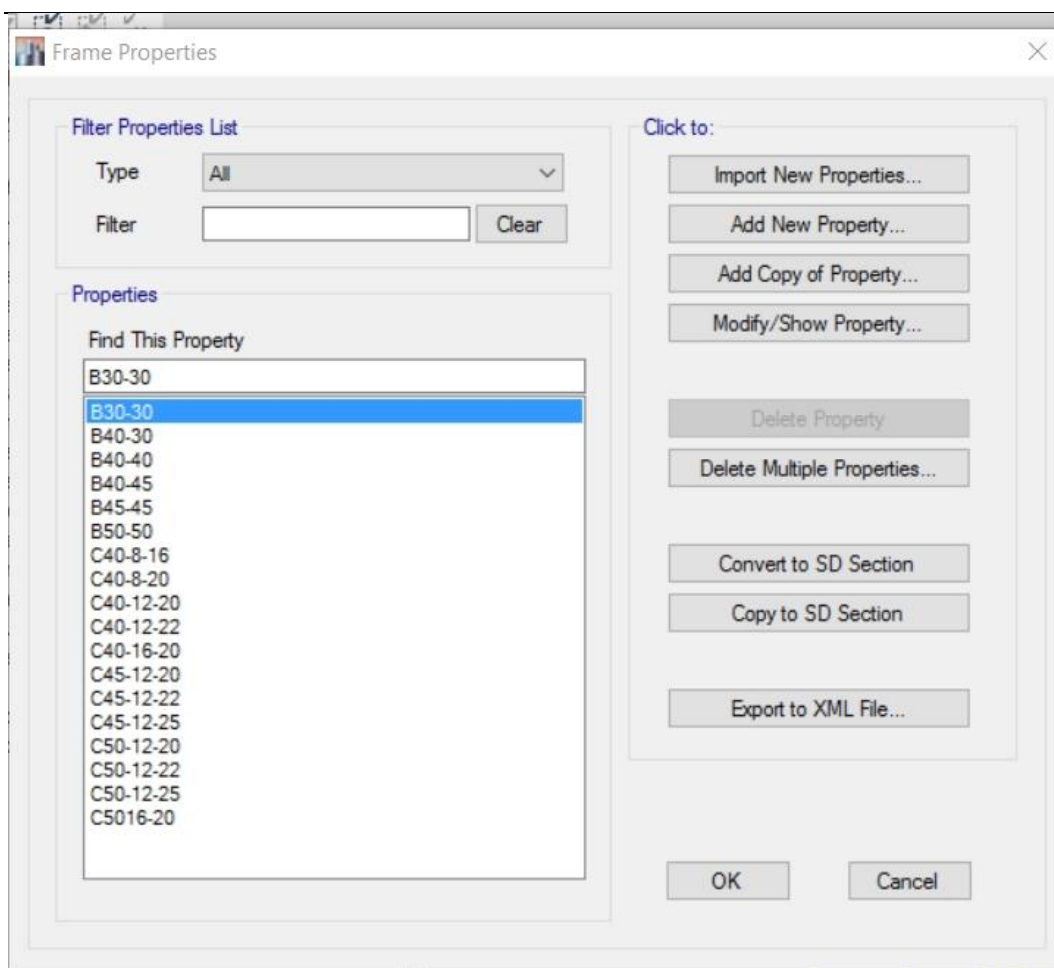 Frame Properties
Filter Properties List
Type All
Filter Clear
Properties
Find This Property
B30-30
B30-30
B40-30
B40-40
B40-45
B45-45
B50-50
C40-8-16
C40-8-20
C40-12-20
C40-12-22
C40-16-20
C45-12-20
C45-12-22
C45-12-25
C50-12-20
C50-12-22
C50-12-25
C5016-20
Click to:
Import New Properties...
Add New Property...
Add Copy of Property...
Modify/Show Property...
Delete Property
Delete Multiple Properties...
Convert to SD Section
Copy to SD Section
Export to XML File...
OK Cancel